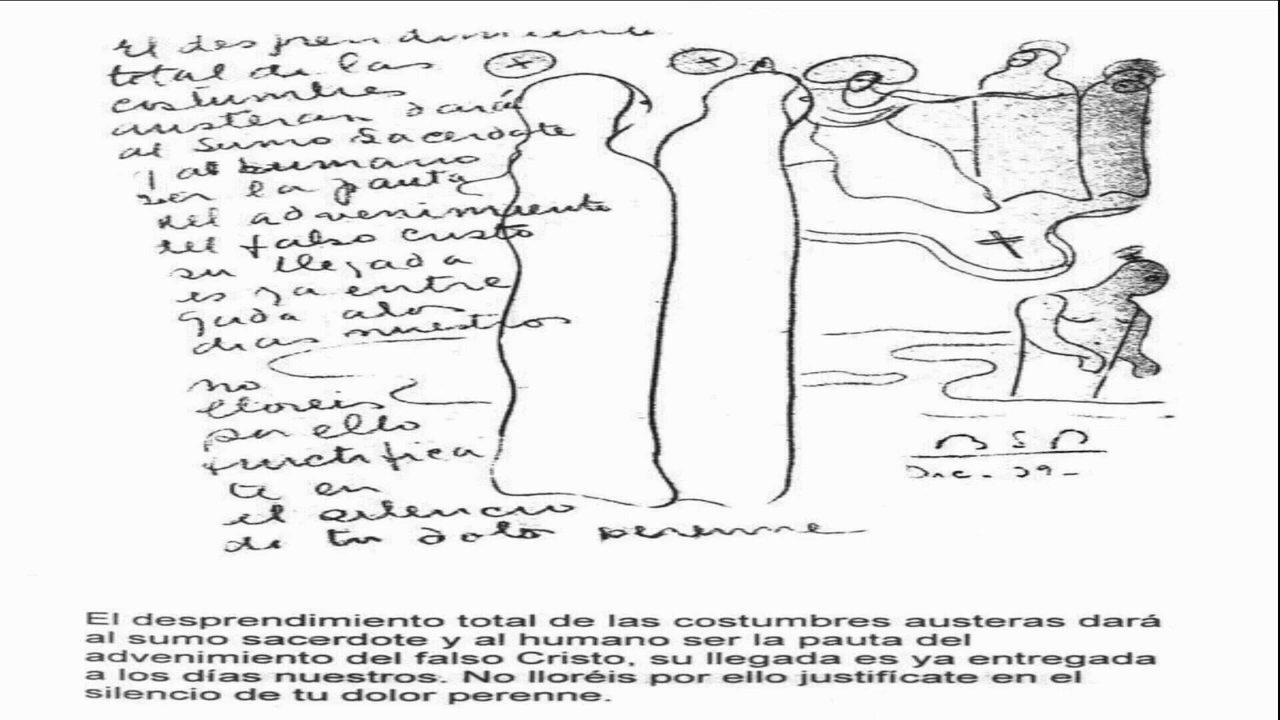 El desprendimiento
total de las
costumbres
austeras dará
al sumo sacerdote
y al humano
ser la pauta
del advenimiento
del falso cristo
su llegada
es ya entre
gada a los
dias nuestros
no
lloreis
por ello
te en
el silencio
de tu dolor perenne
BSP
Dic. 39-
El desprendimiento total de las costumbres austeras dará
al sumo sacerdote y al humano ser la pauta del
advenimiento del falso Cristo, su llegada es ya entregada
a los días nuestros. No lloréis por ello justifícate en el
silencio de tu dolor perenne.